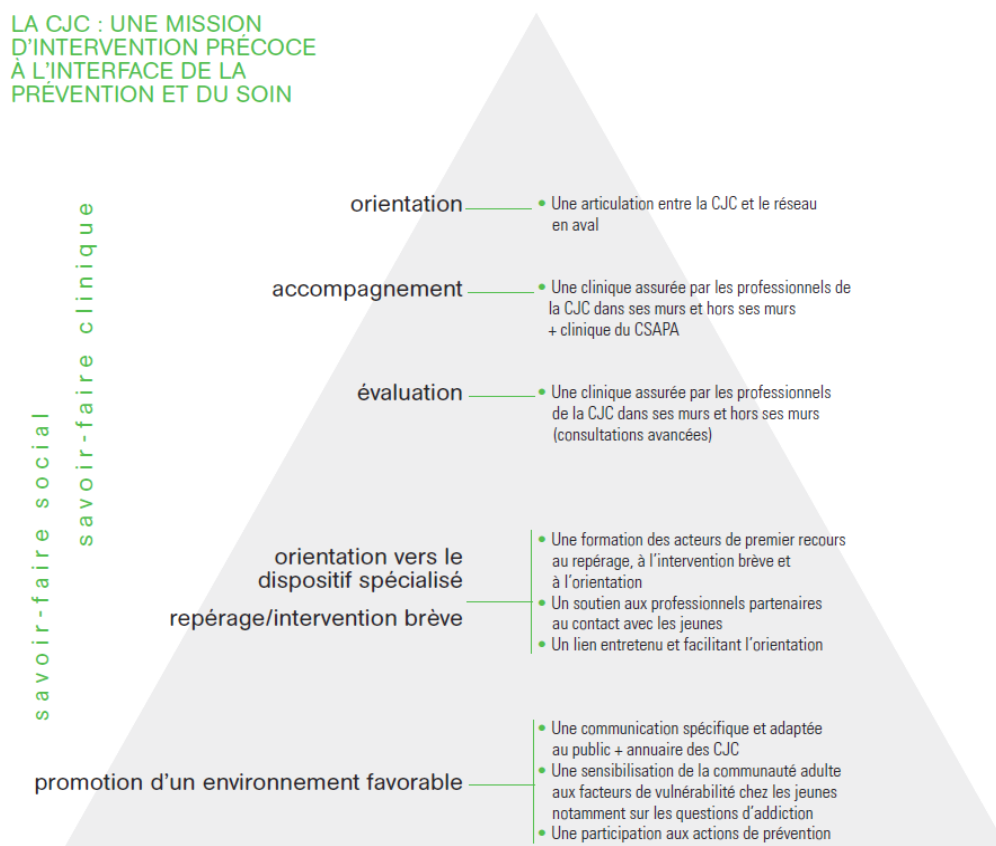 LA CJC : UNE MISSION
D'INTERVENTION PRÉCOCE
À L'INTERFACE DE LA
PRÉVENTION ET DU SOIN
savoir-faire social
savoir-faire clinique
orientation
• Une articulation entre la CJC et le réseau
en aval
accompagnement
• Une clinique assurée par les professionnels de
la CJC dans ses murs et hors ses murs
+ clinique du CSAPA
évaluation
• Une clinique assurée par les professionnels
de la CJC dans ses murs et hors ses murs
(consultations avancées)
orientation vers le
dispositif spécialisé
repérage/intervention brève
• Une formation des acteurs de premier recours
au repérage, à l'intervention brève et
à l'orientation
• Un soutien aux professionnels partenaires
au contact avec les jeunes
• Un lien entretenu et facilitant l'orientation
promotion d'un environnement favorable
• Une communication spécifique et adaptée
au public + annuaire des CJC
• Une sensibilisation de la communauté adulte
aux facteurs de vulnérabilité chez les jeunes
notamment sur les questions d'addiction
• Une participation aux actions de prévention